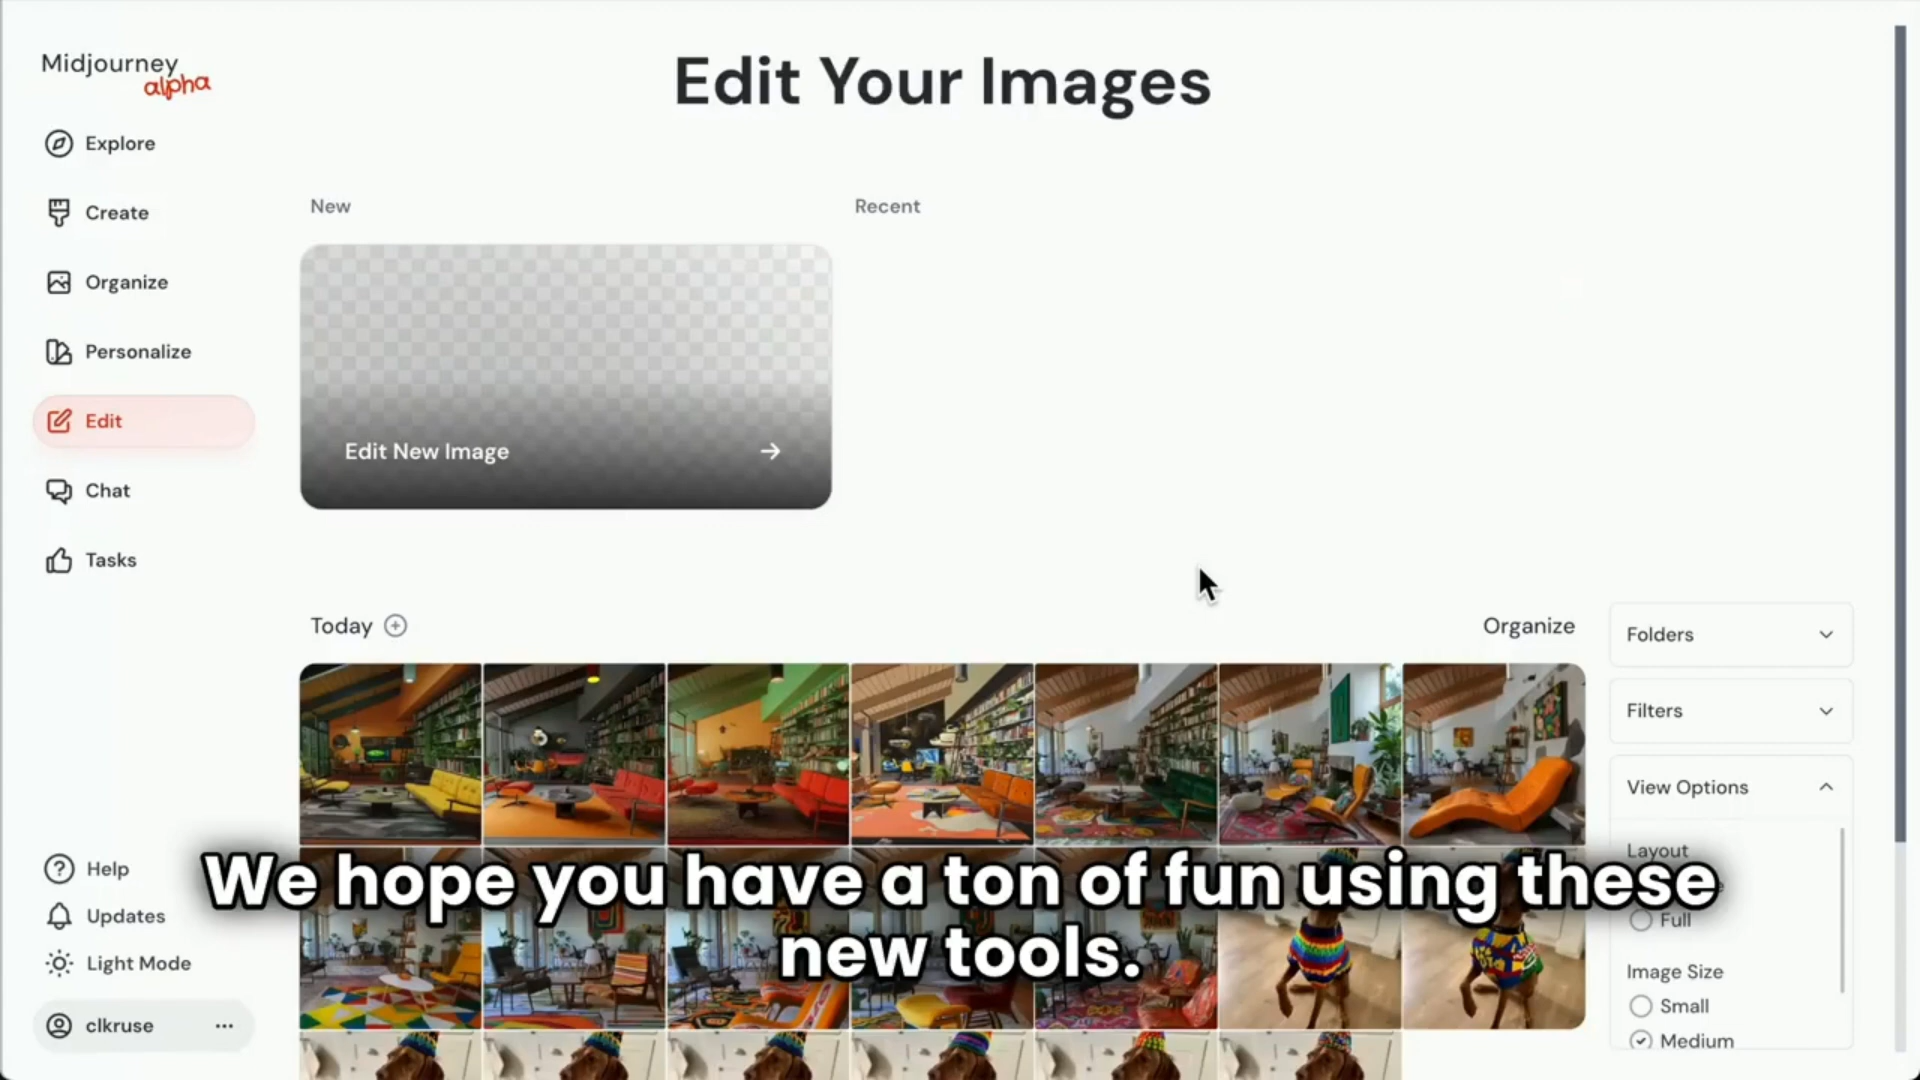 Midjourney
alpha
Edit Your Images
Explore
Create
Organize
Personalize
Edit
Chat
Tasks
New
Recent
Edit New Image
Today
Organize
Folders
Filters
View Options
Layout
Full
Image Size
Small
Medium
Help
Updates
Light Mode
clkruse
We hope you have a ton of fun using these
new tools.